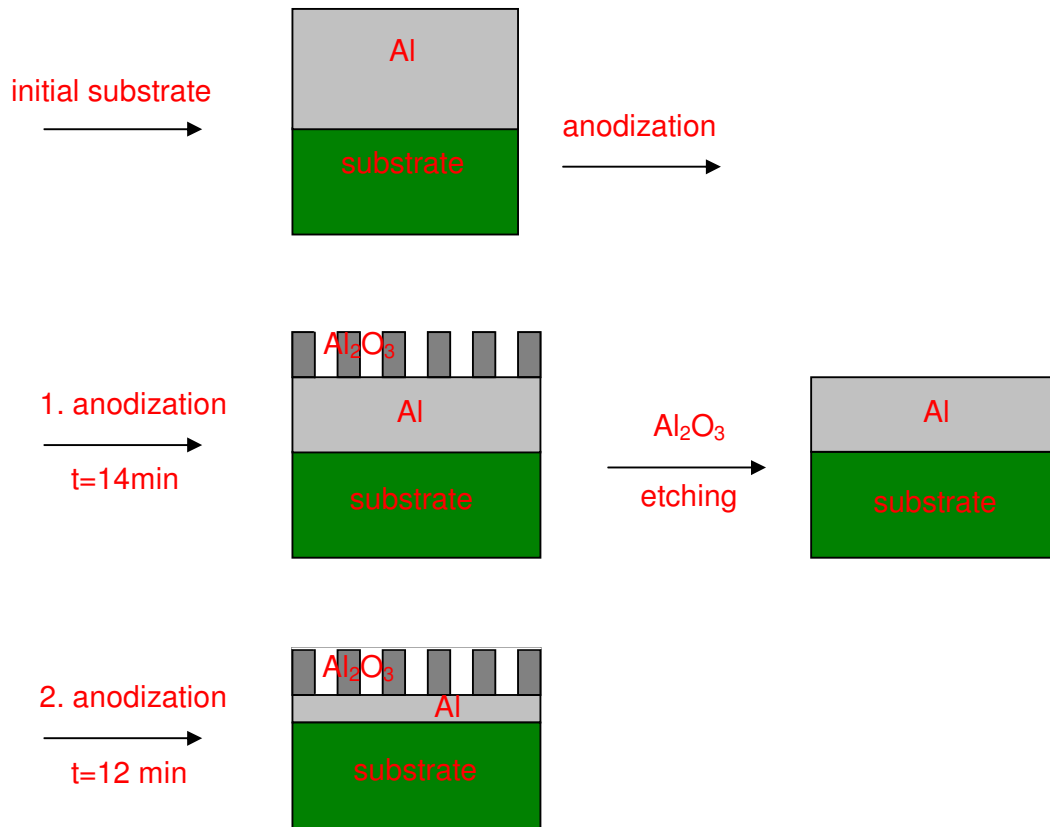 Al
initial substrate
anodization
substrate
Al₂O₃
1. anodization
Al
t=14min
substrate
Al₂O₃
etching
Al
substrate
Al₂O₃
2. anodization
Al
t=12 min
substrate